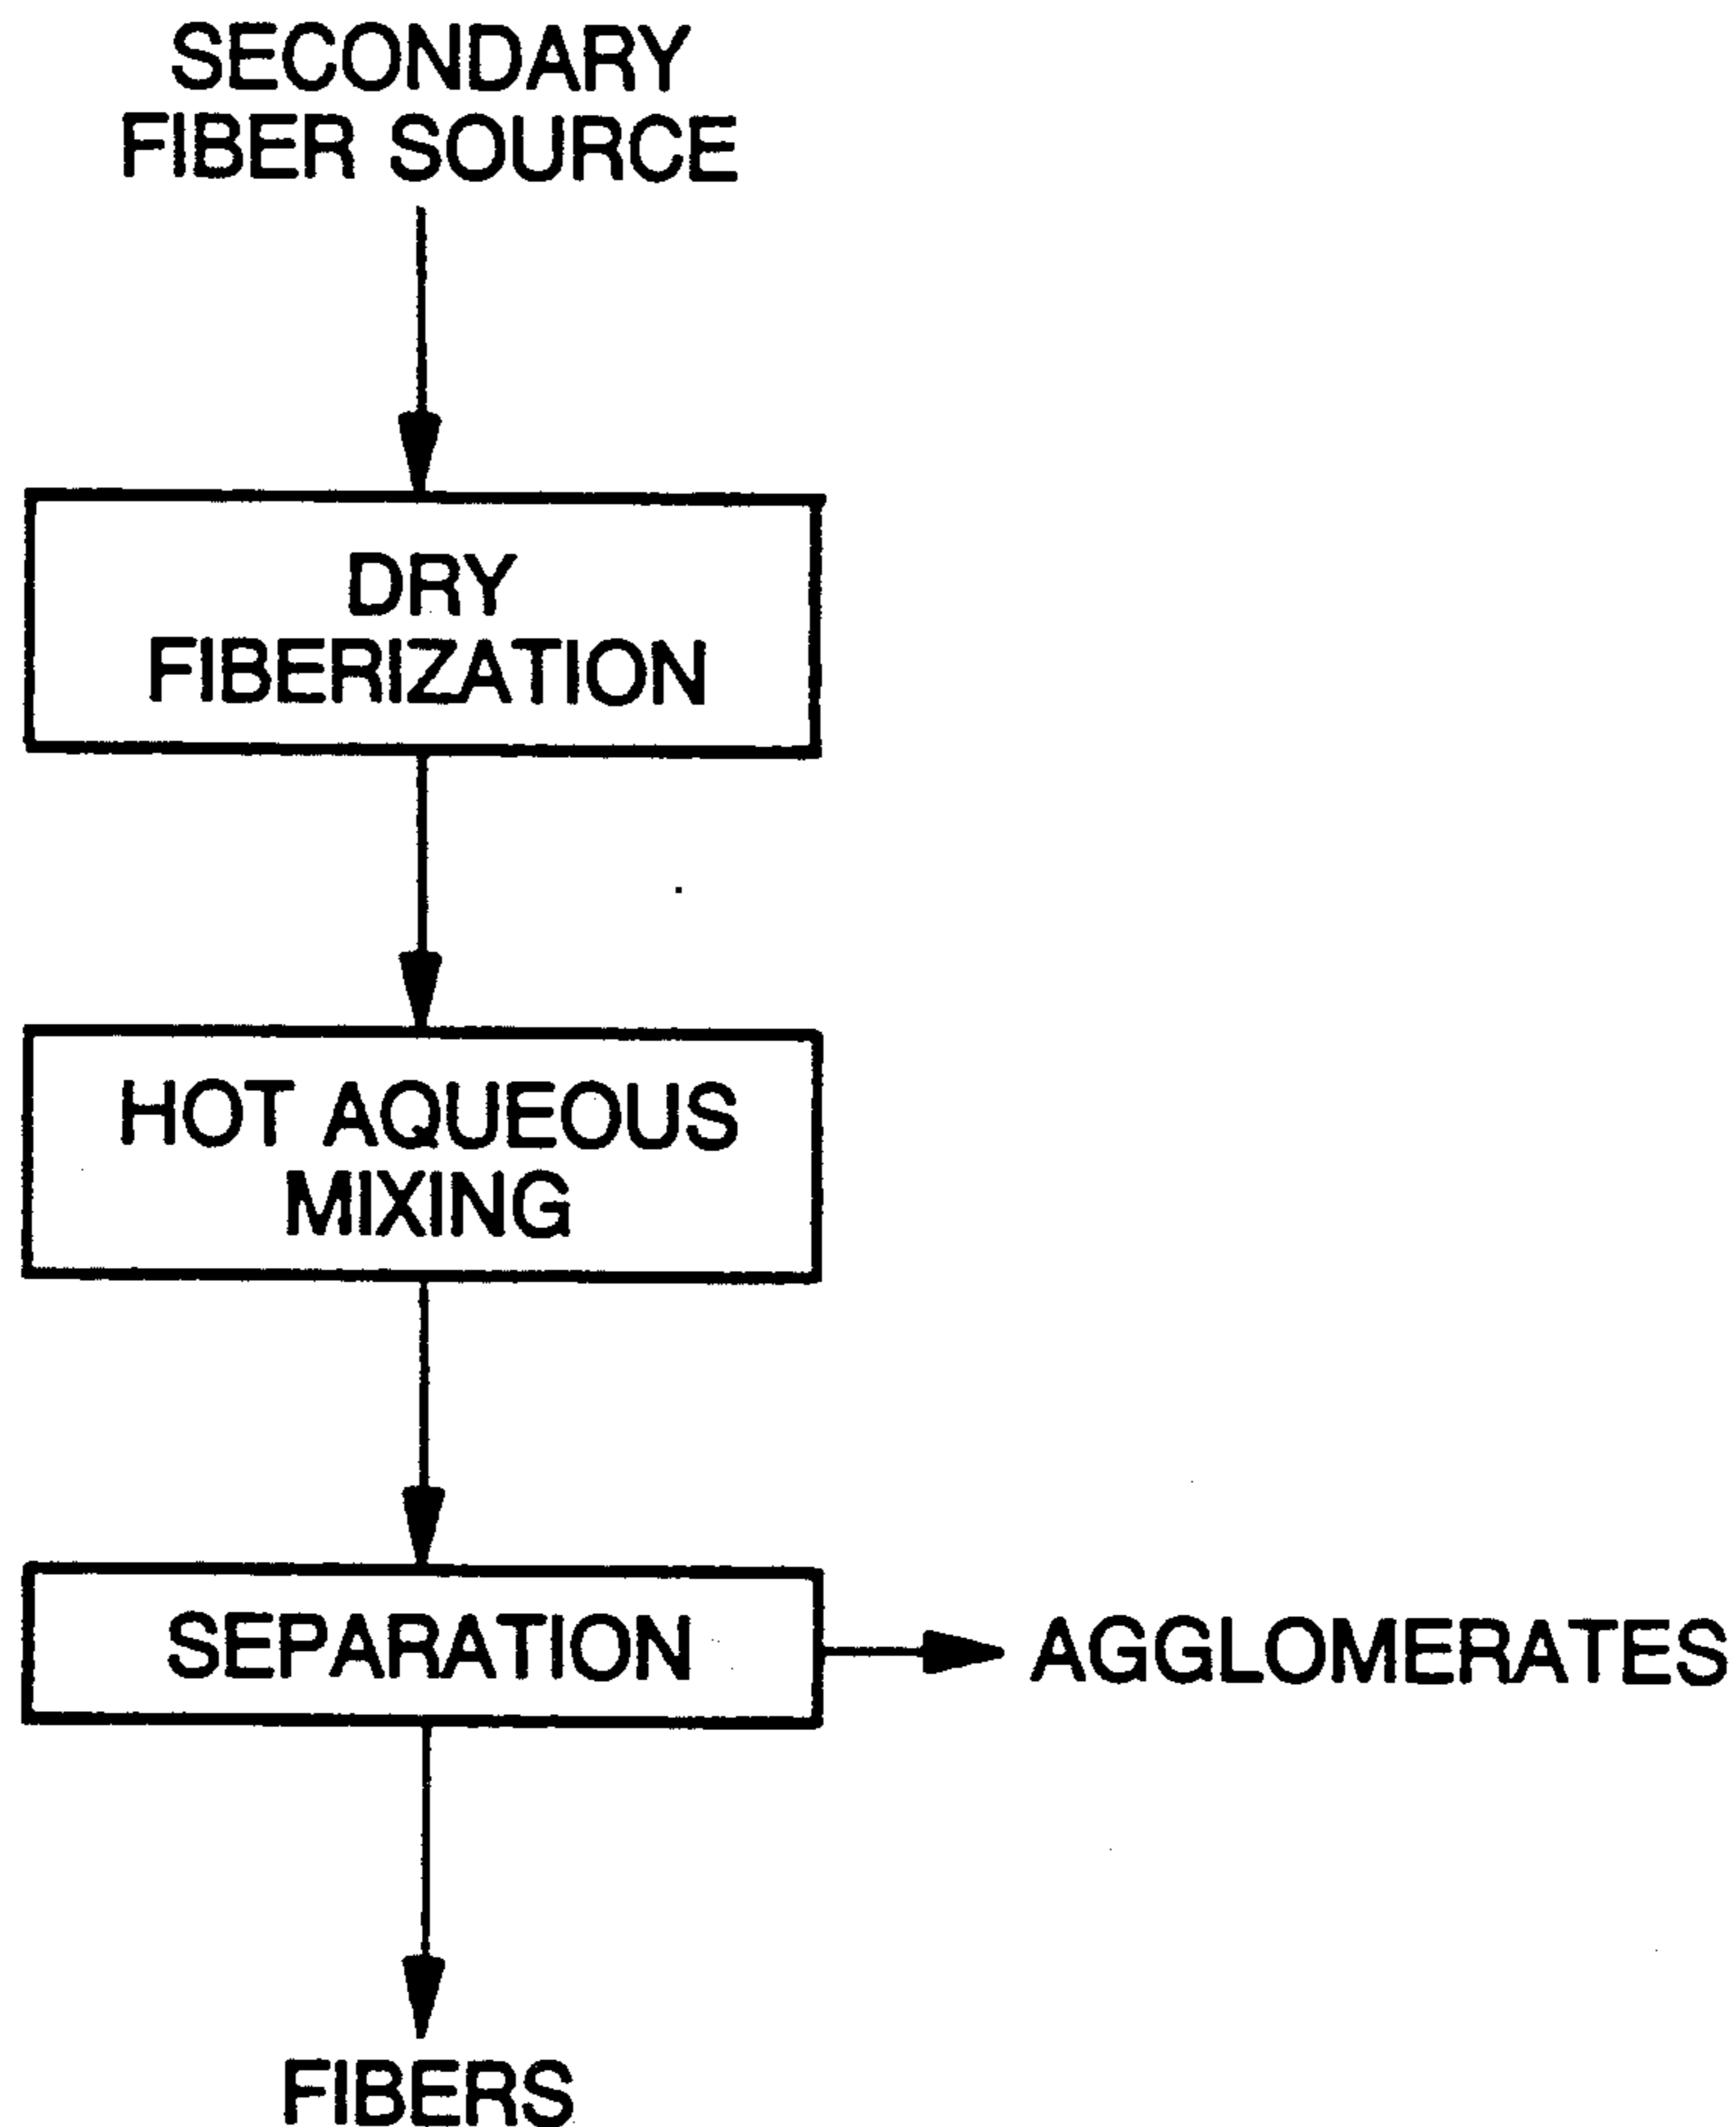 SECONDARY
FIBER SOURCE
DRY
FIBERIZATION
HOT AQUEOUS
MIXING
SEPARATION
AGGLOMERATES
FIBERS